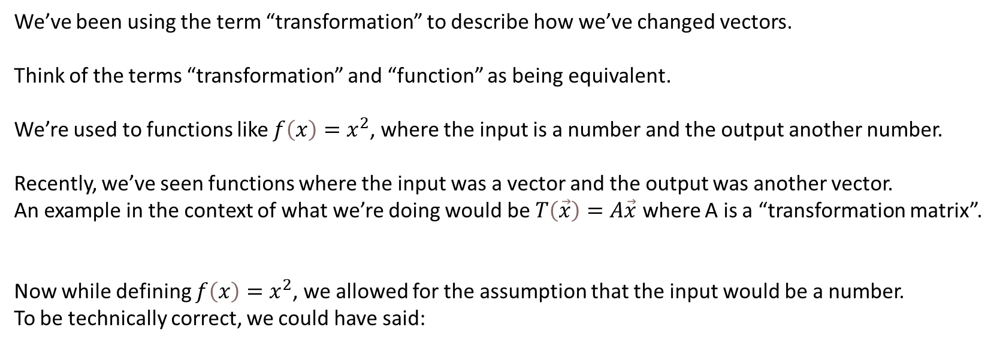 We’ve been using the term “transformation” to describe how we’ve changed vectors.
Think of the terms “transformation” and “function” as being equivalent.
We’re used to functions like f(x) = x², where the input is a number and the output another number.
Recently, we’ve seen functions where the input was a vector and the output was another vector.
An example in the context of what we’re doing would be T(x⃗) = Ax⃗ where A is a “transformation matrix”.
Now while defining f(x) = x², we allowed for the assumption that the input would be a number.
To be technically correct, we could have said: